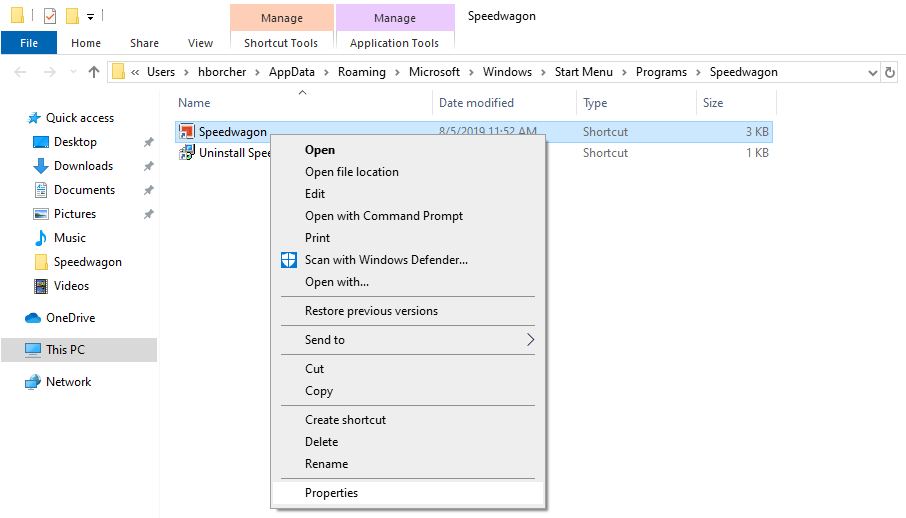 Manage Manage Speedwagon
File Home Share View Shortcut Tools Application Tools
« Users > hborcher > AppData > Roaming > Microsoft > Windows > Start Menu > Programs > Speedwagon
Name Date modified Type Size
Quick access
Desktop
Downloads
Documents
Pictures
Music
Speedwagon
Videos
OneDrive
This PC
Network
Speedwagon 8/5/2019 11:52 AM Shortcut 3 KB
Uninstall Spee Shortcut 1 KB
Open
Open file location
Edit
Open with Command Prompt
Print
Scan with Windows Defender...
Open with...
Restore previous versions
Send to
Cut
Copy
Create shortcut
Delete
Rename
Properties